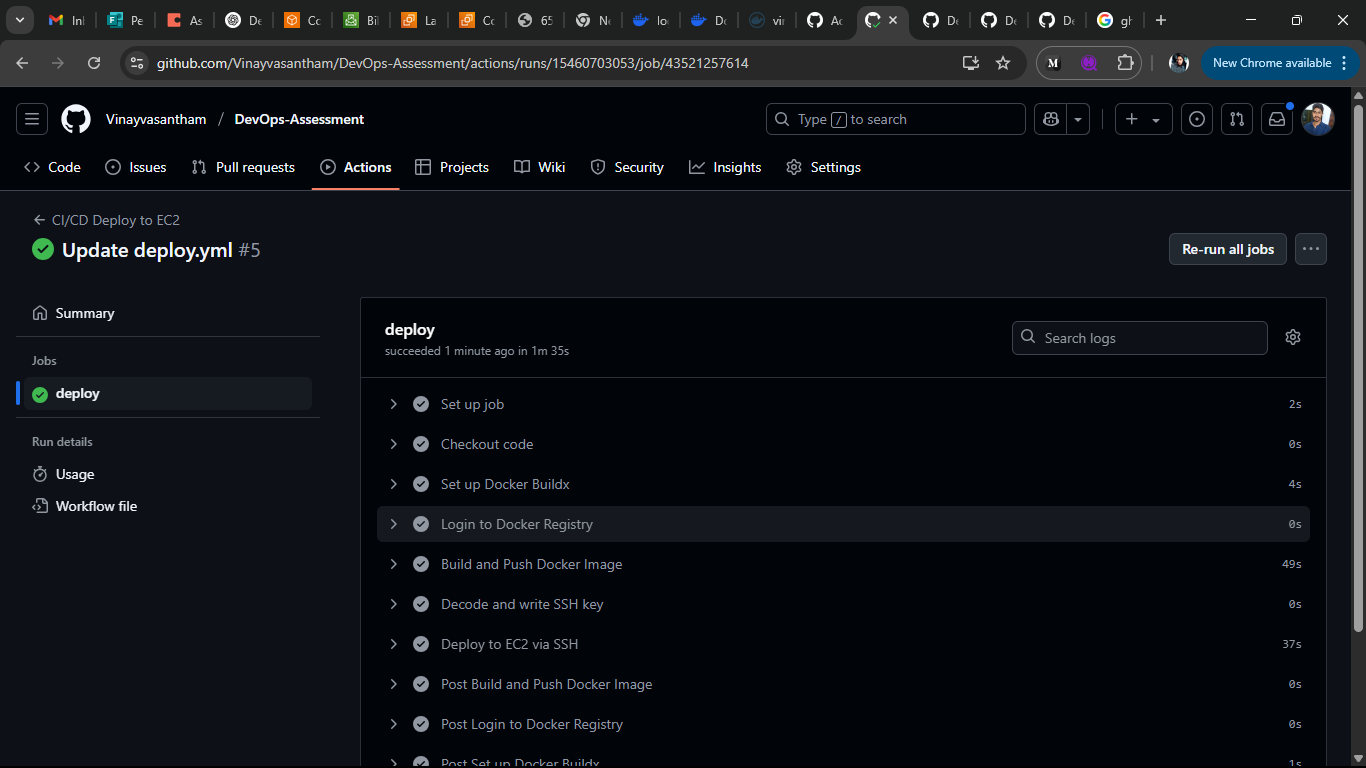 In
Pe
As
De
Co
Bil
La
Co
65
Ne
lo
Do
vir
Ac
De
De
De
gh
github.com/Vinayvasantham/DevOps-Assessment/actions/runs/15460703053/job/43521257614
M
New Chrome available
Vinayvasantham / DevOps-Assessment
Type / to search
Code
Issues
Pull requests
Actions
Projects
Wiki
Security
Insights
Settings
← CI/CD Deploy to EC2
Update deploy.yml #5
Re-run all jobs
Summary
Jobs
deploy
Run details
Usage
Workflow file
deploy
succeeded 1 minute ago in 1m 35s
Search logs
Set up job 2s
Checkout code 0s
Set up Docker Buildx 4s
Login to Docker Registry 0s
Build and Push Docker Image 49s
Decode and write SSH key 0s
Deploy to EC2 via SSH 37s
Post Build and Push Docker Image 0s
Post Login to Docker Registry 0s
Post Set up Docker Buildx 1s